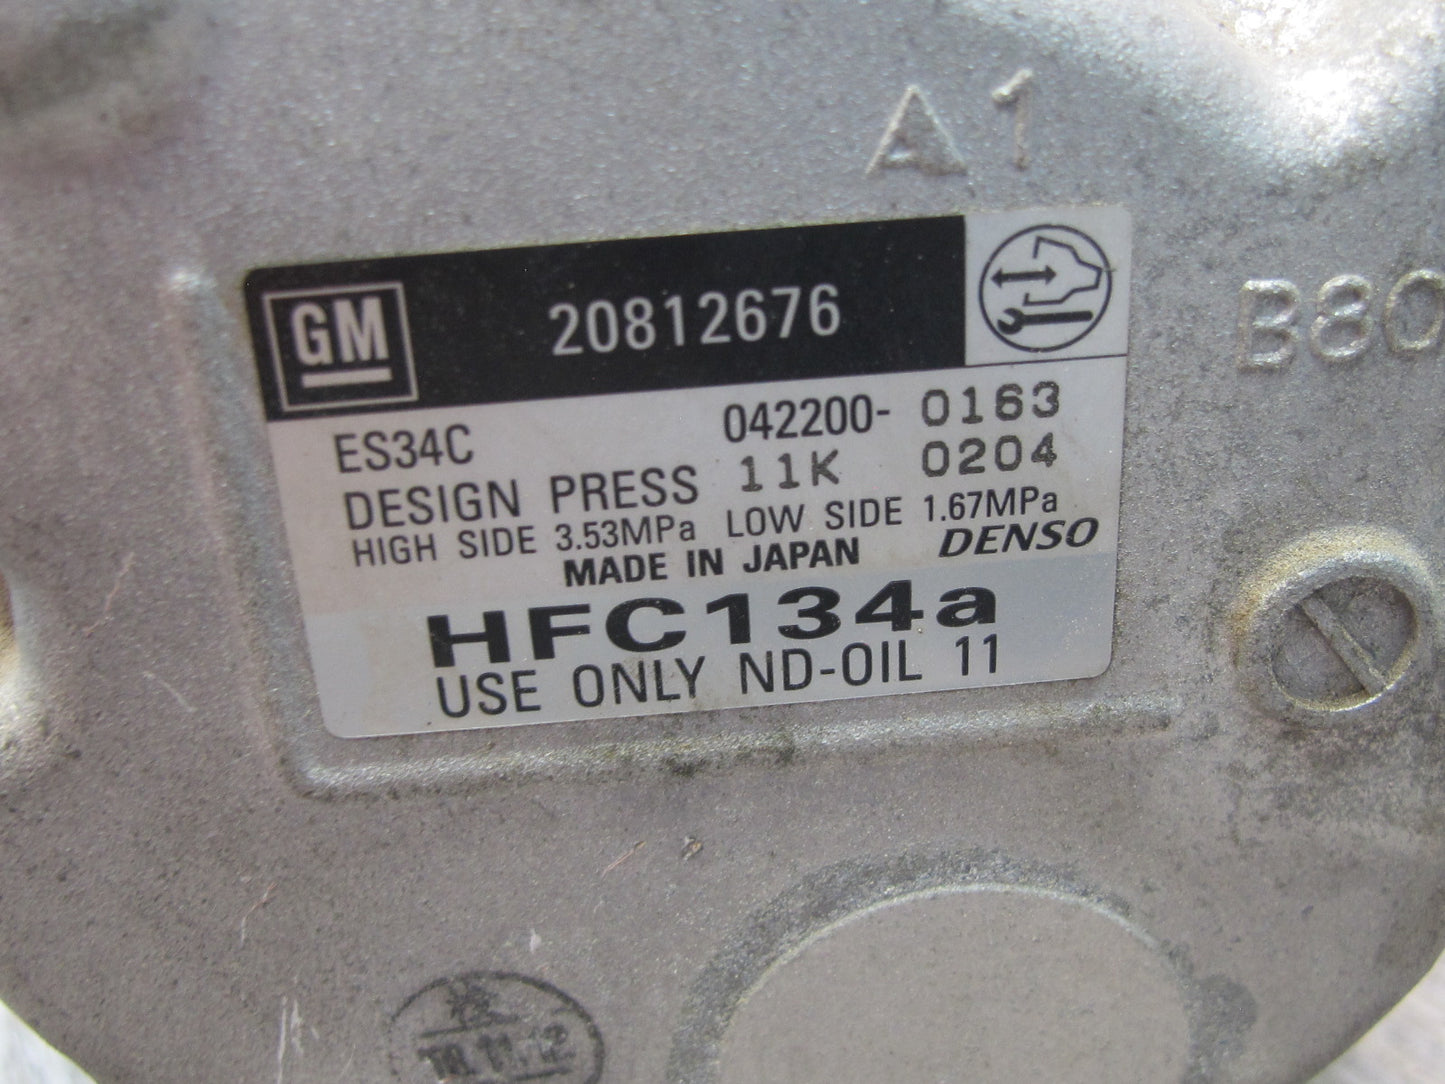 A1
B80
GM 20812676
ES34C 042200-0163
DESIGN PRESS 11K 0204
HIGH SIDE 3.53MPa LOW SIDE 1.67MPa
MADE IN JAPAN DENSO
HFC134a
USE ONLY ND-OIL 11